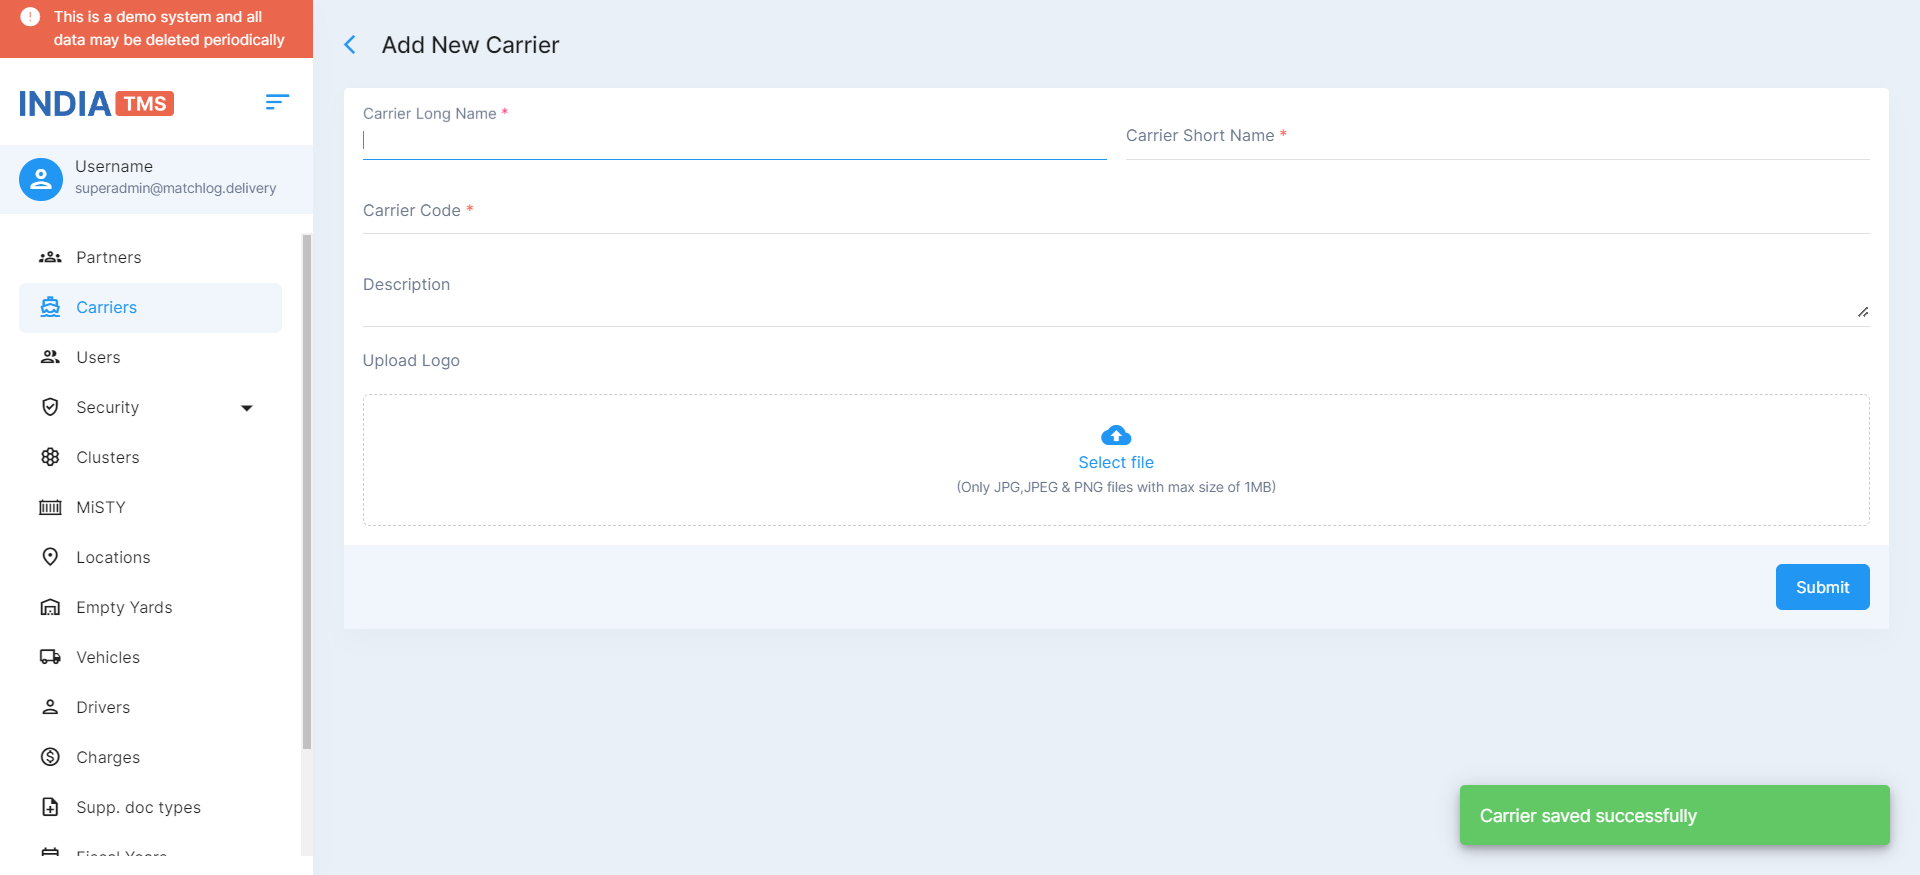 This is a demo system and all
data may be deleted periodically
INDIA TMS
Username
superadmin@matchlog.delivery
Partners
Carriers
Users
Security
Clusters
MiSTY
Locations
Empty Yards
Vehicles
Drivers
Charges
Supp. doc types
Fiscal Years
Add New Carrier
Carrier Long Name *
Carrier Short Name *
Carrier Code *
Description
Upload Logo
Select file
(Only JPG,JPEG & PNG files with max size of 1MB)
Submit
Carrier saved successfully